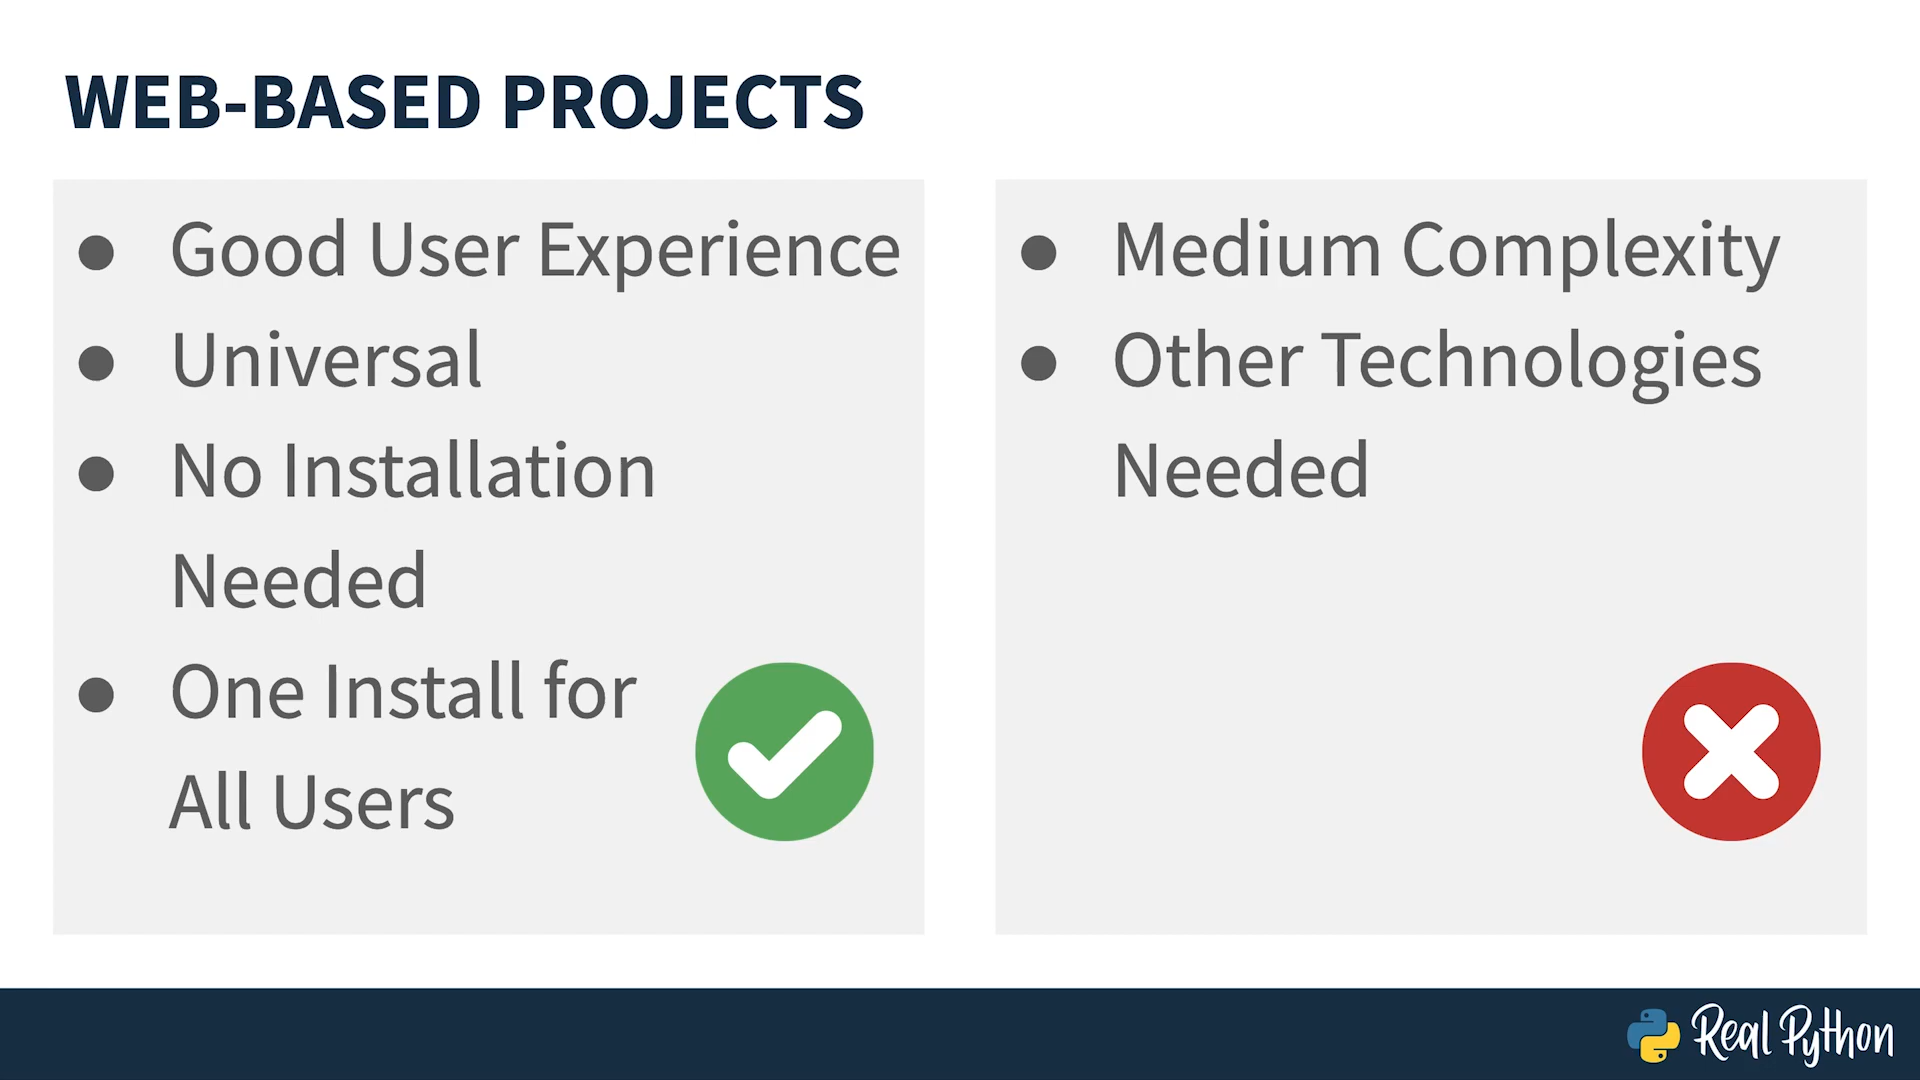 WEB-BASED PROJECTS
● Good User Experience
● Universal
● No Installation
Needed
● One Install for
All Users
● Medium Complexity
● Other Technologies
Needed
Real Python